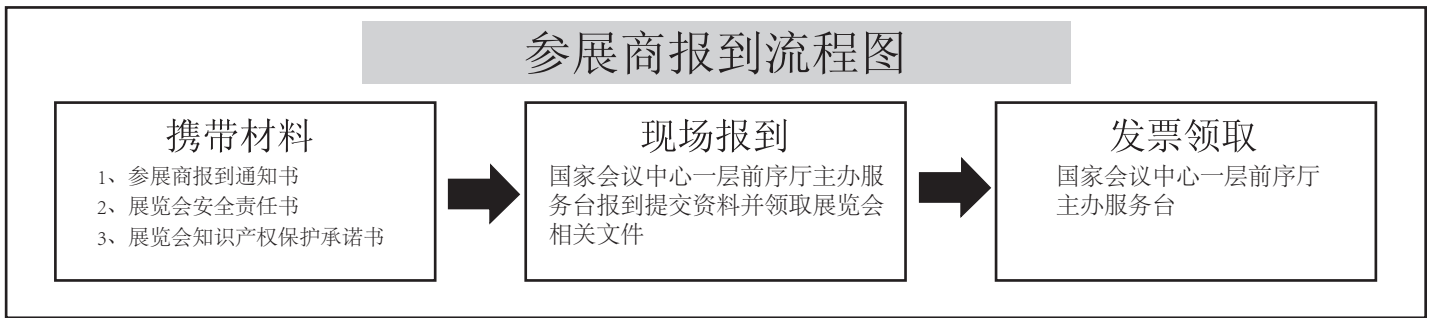 参展商报到流程图
携带材料
1、参展商报到通知书
2、展览会安全责任书
3、展览会知识产权保护承诺书
现场报到
国家会议中心一层前序厅主办服
务台报到提交资料并领取展览会
相关文件
发票领取
国家会议中心一层前序厅
主办服务台